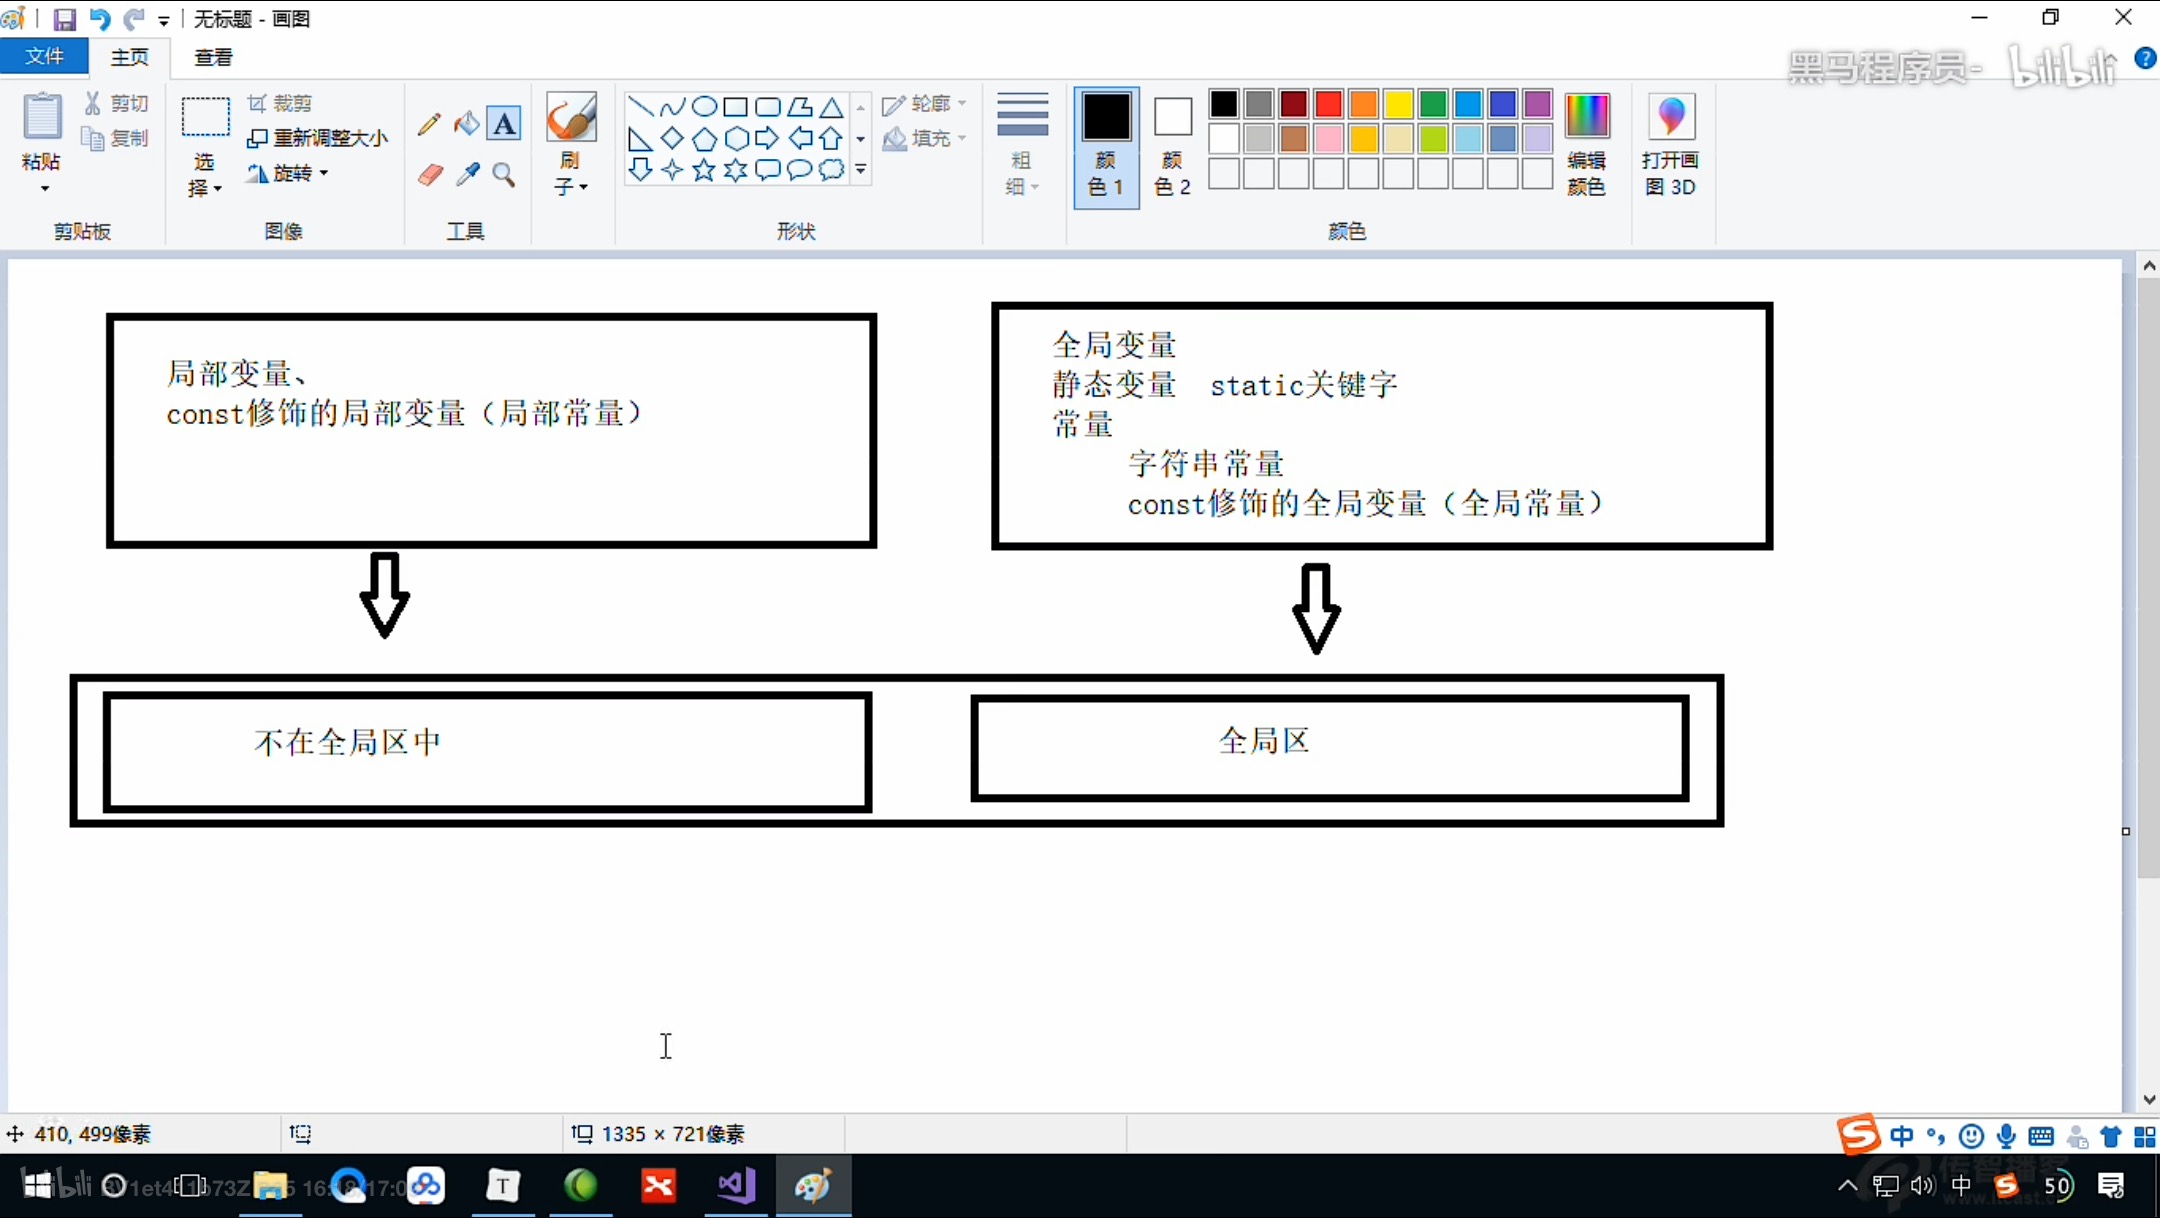 无标题 - 画图
文件 主页 查看
黑马程序员- bilibili
粘贴
剪切
复制
剪贴板
选择
裁剪
重新调整大小
旋转
图像
A
工具
刷子
形状
轮廓
填充
粗细
颜色 1
颜色 2
颜色
编辑颜色
打开画图 3D
局部变量、
const修饰的局部变量（局部常量）
全局变量
静态变量 static关键字
常量
字符串常量
const修饰的全局变量（全局常量）
不在全局区中
全局区
410, 499像素
1335 × 721像素
中
T
中
50